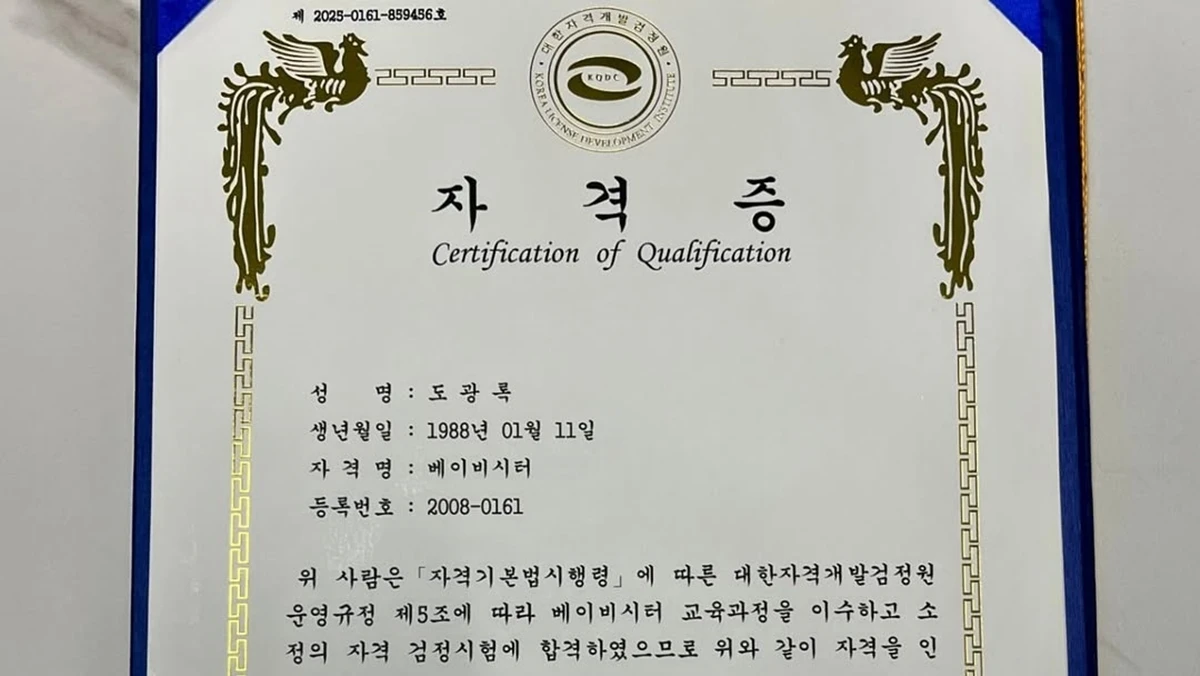 제 2025-0161-859456호
• 대한자격개발검정원 •
KQDC
KOREA LICENSE DEVELOPMENT INSTITUTE
자 격 증
Certification of Qualification
성 명 : 도 광 록
생년월일 : 1988년 01월 11일
자 격 명 : 베이비시터
등록번호 : 2008-0161
위 사람은 「자격기본법시행령」에 따른 대한자격개발검정원
운영규정 제5조에 따라 베이비시터 교육과정을 이수하고 소
정의 자격 검정시험에 합격하였으므로 위와 같이 자격을 인